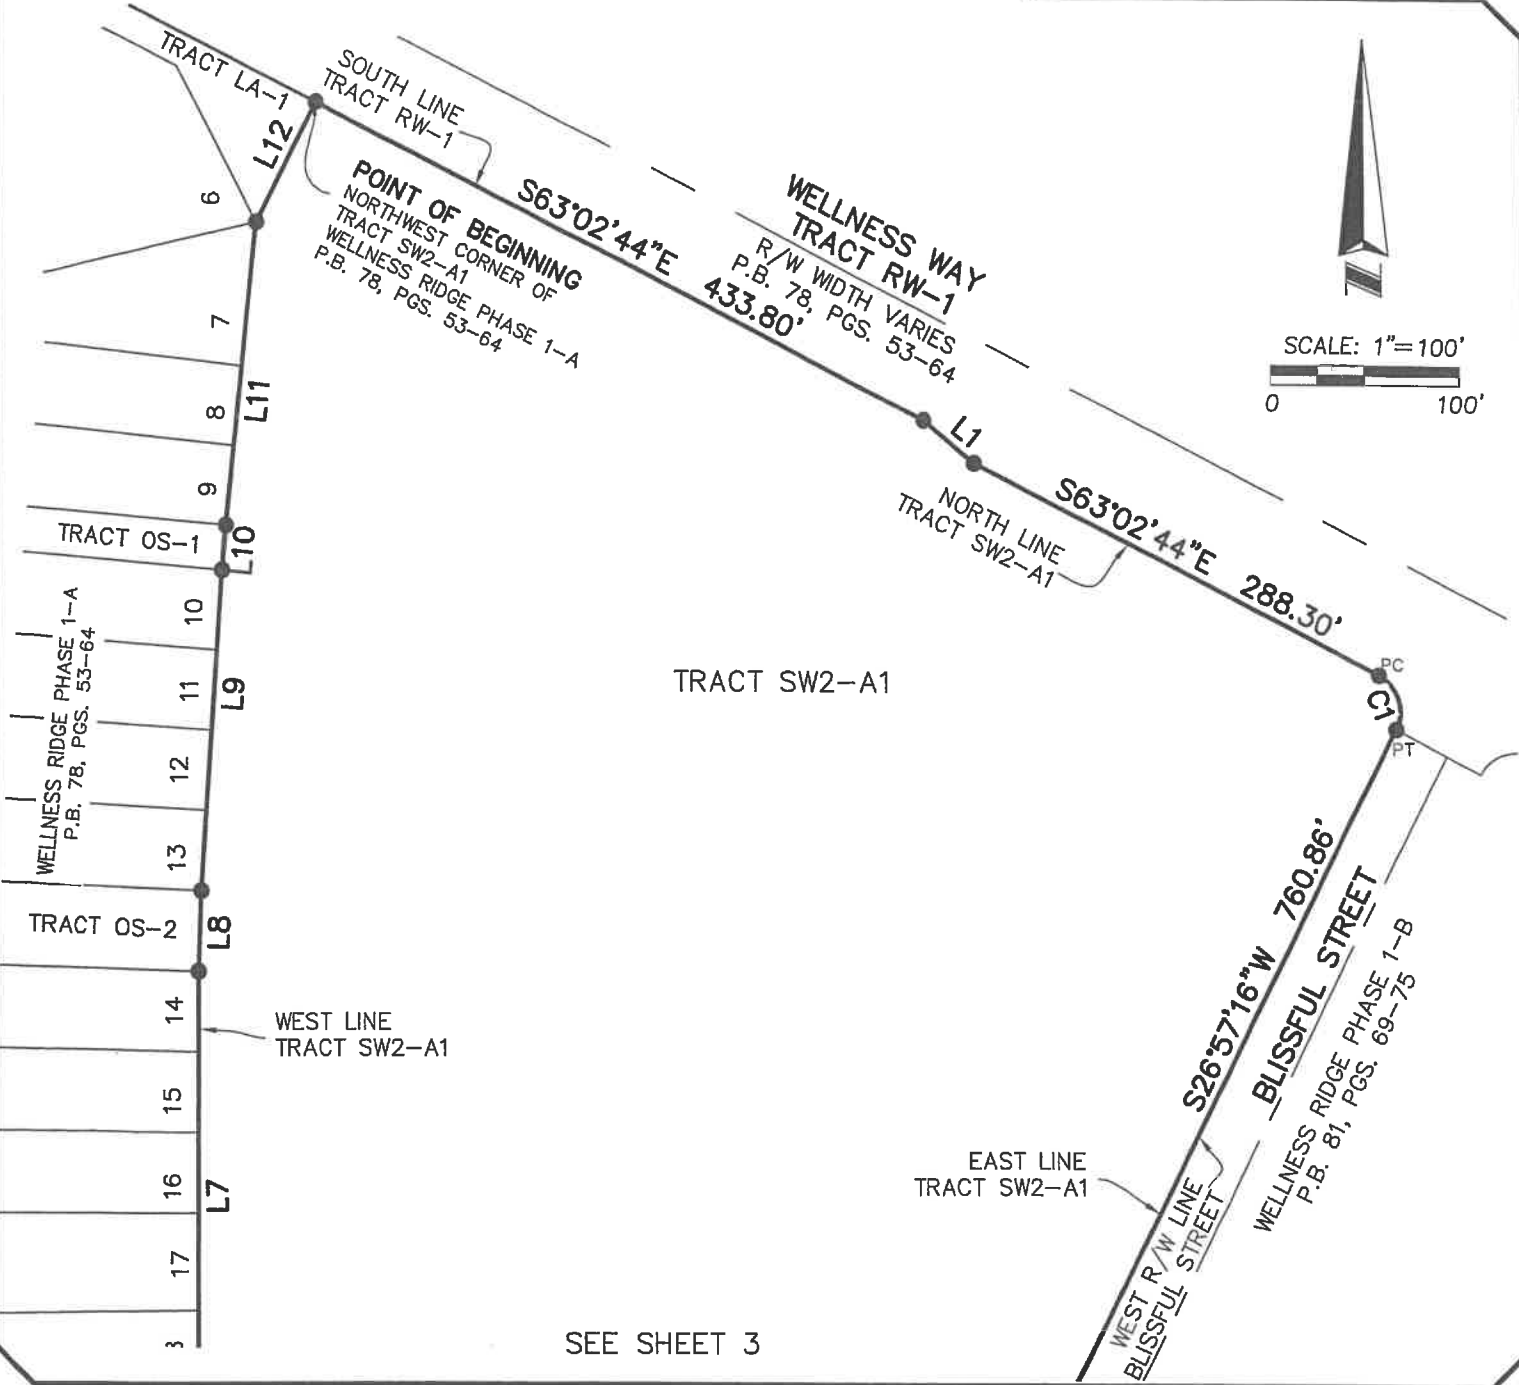 TRACT LA-1
SOUTH LINE
TRACT RW-1
L12
POINT OF BEGINNING
NORTHWEST CORNER OF
TRACT SW2-A1
WELLNESS RIDGE PHASE 1-A
P.B. 78, PGS. 53-64
S63°02'44"E 433.80'
WELLNESS WAY
TRACT RW-1
R/W WIDTH VARIES
P.B. 78, PGS. 53-64
SCALE: 1"=100'
0 100'
L1
NORTH LINE
TRACT SW2-A1
S63°02'44"E 288.30'
PC
C1
PT
6
7
8
L11
9
TRACT OS-1
L10
10
11
L9
12
13
WELLNESS RIDGE PHASE 1-A
P.B. 78, PGS. 53-64
TRACT OS-2
L8
14
15
16
L7
17
WEST LINE
TRACT SW2-A1
TRACT SW2-A1
S26°57'16"W 760.86'
BLISSFUL STREET
WELLNESS RIDGE PHASE 1-B
P.B. 81, PGS. 69-75
EAST LINE
TRACT SW2-A1
WEST R/W LINE
BLISSFUL STREET
SEE SHEET 3